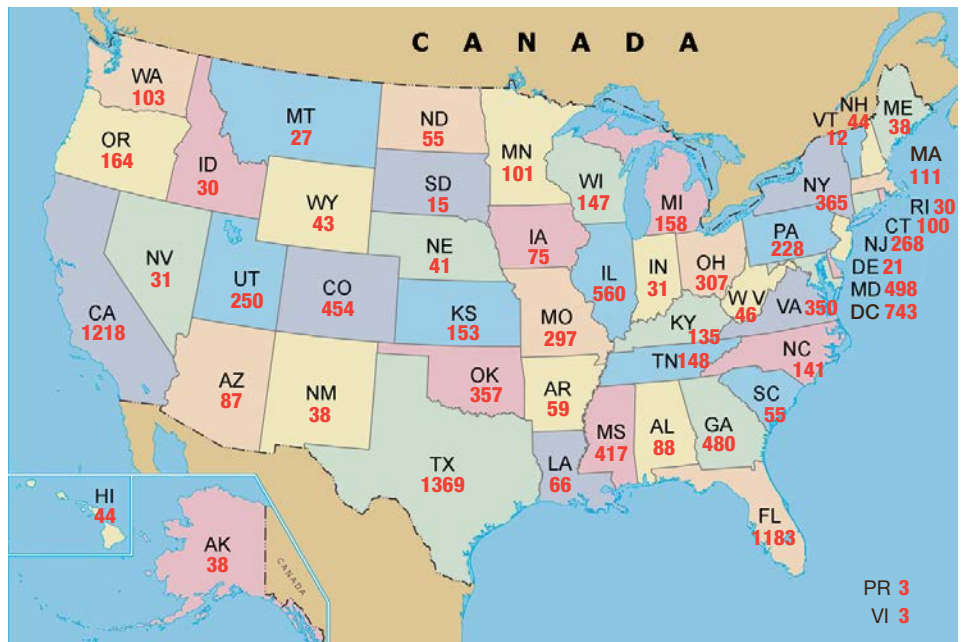 CANADA
WA
103
MT
27
ND
55
MN
101
OR
164
ID
30
WY
43
SD
15
WI
147
MI
158
NH
44
VT
12
ME
38
MA
111
NY
365
RI 30
CT 100
NJ 268
DE 21
MD 498
DC 743
NV
31
UT
250
CO
454
NE
41
IA
75
IL
560
IN
31
OH
307
PA
228
CA
1218
KS
153
MO
297
KY
135
W V
46
VA 350
TN 148
NC
141
AZ
87
NM
38
OK
357
AR
59
SC
55
MS
417
AL
88
GA
480
TX
1369
LA
66
FL
1183
HI
44
AK
38
CANADA
PR 3
VI 3